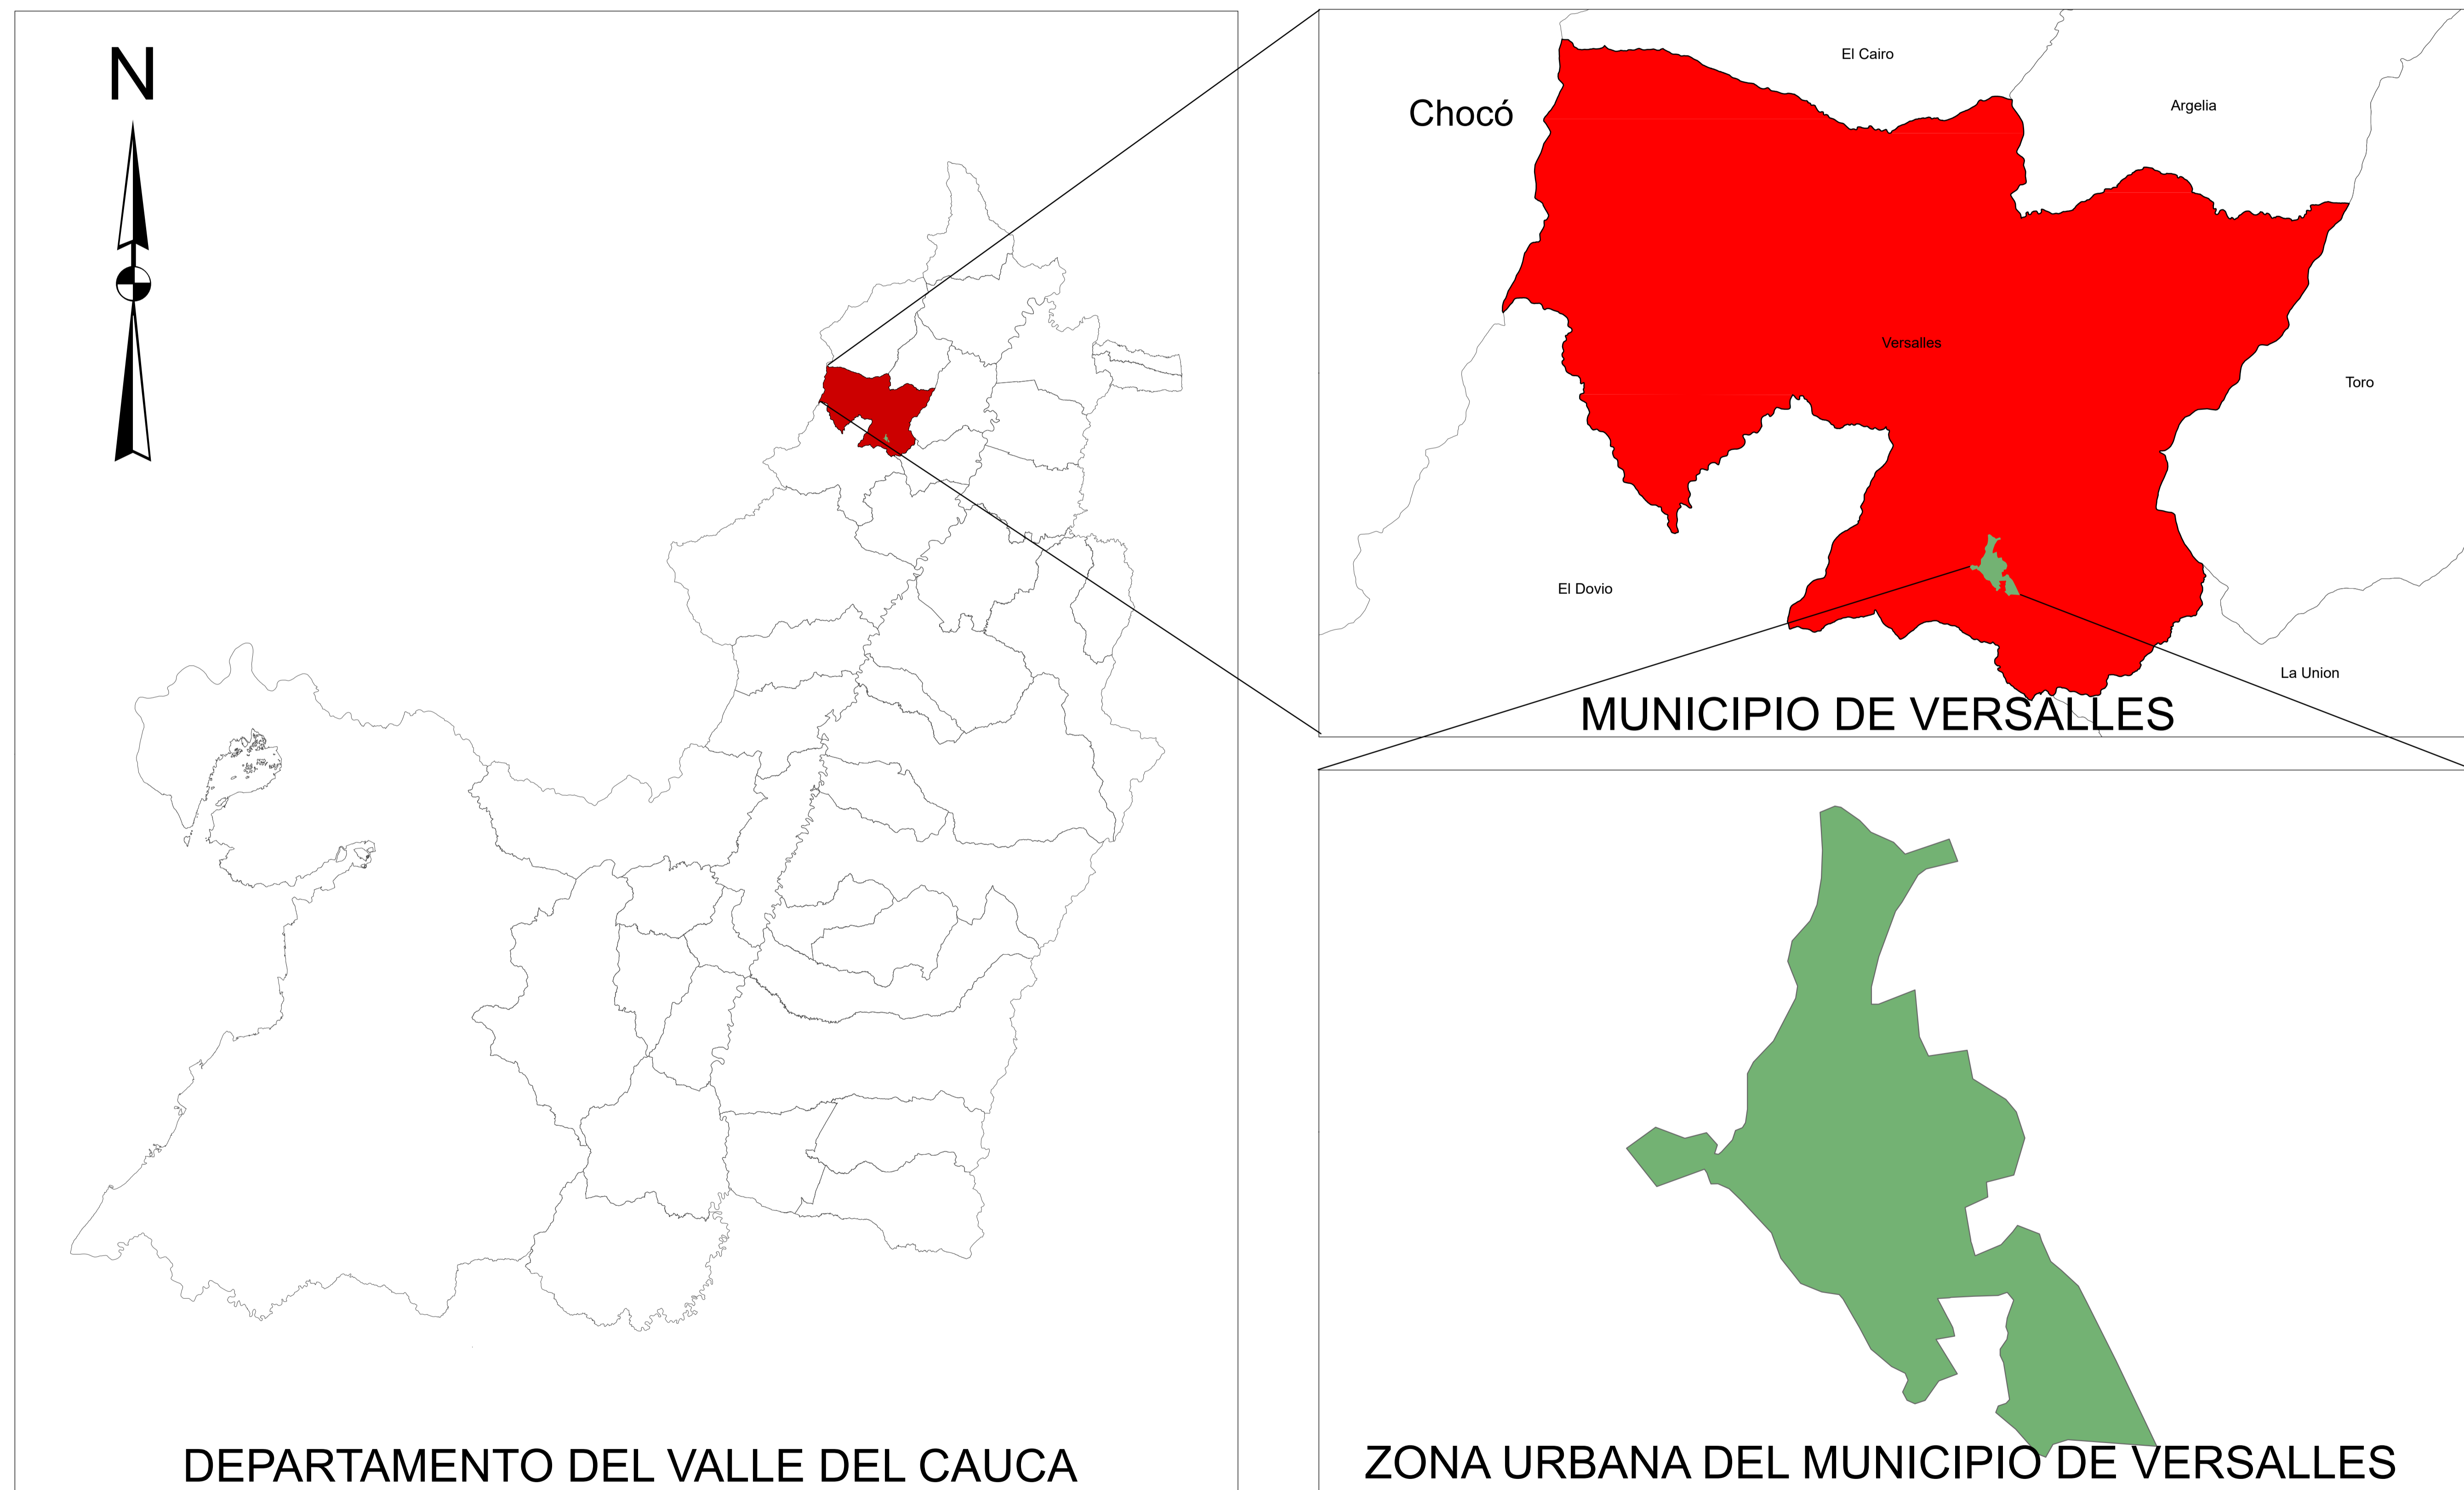 N
DEPARTAMENTO DEL VALLE DEL CAUCA
El Cairo
Chocó
Argelia
Versalles
Toro
El Dovio
La Union
MUNICIPIO DE VERSALLES
ZONA URBANA DEL MUNICIPIO DE VERSALLES